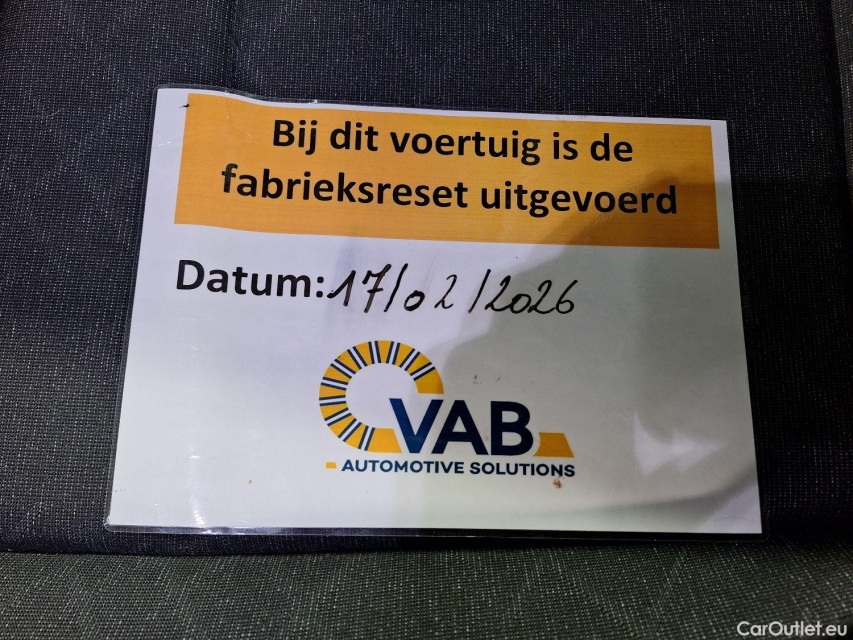 Bij dit voertuig is de
fabrieksreset uitgevoerd
Datum: 17/02/2026
VAB
AUTOMOTIVE SOLUTIONS
CarOutlet.eu